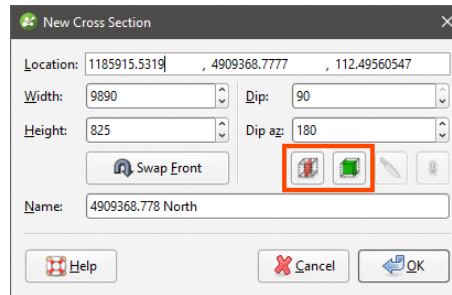 New Cross Section
Location: 1185915.5319 , 4909368.7777 , 112.49560547
Width: 9890 Dip: 90
Height: 825 Dip az: 180
Swap Front
Name: 4909368.778 North
Help Cancel OK